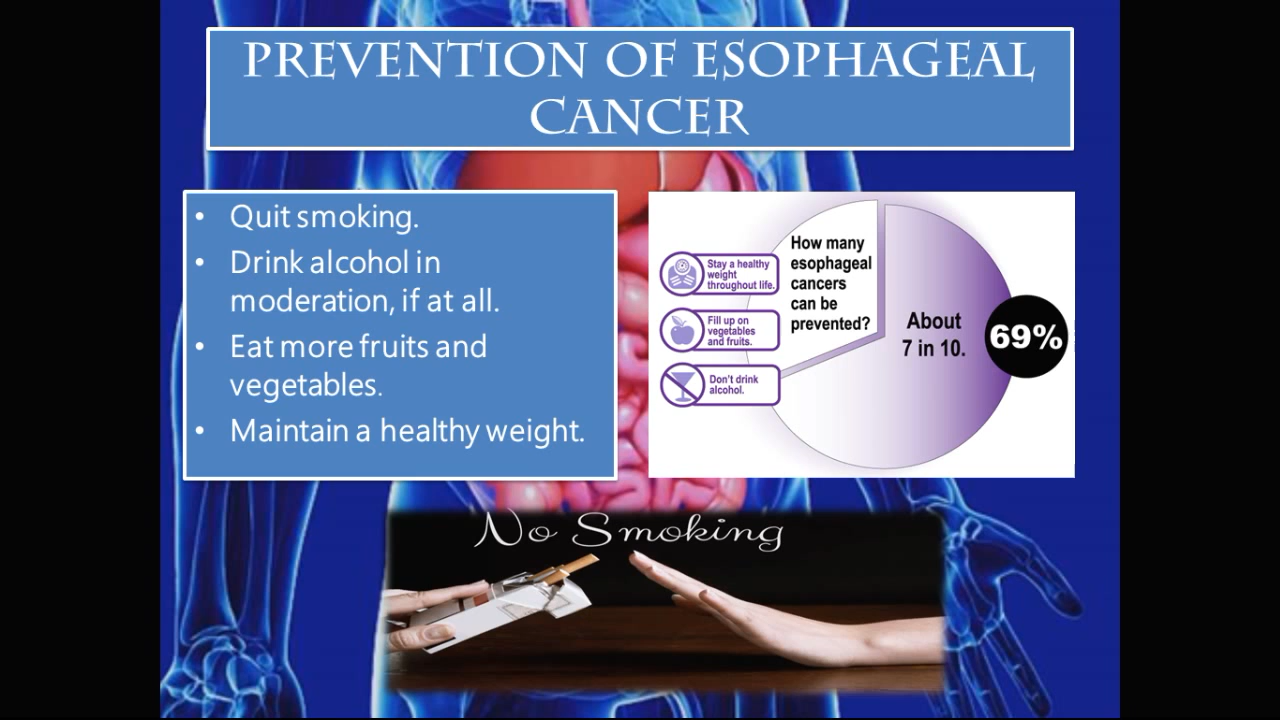 PREVENTION OF ESOPHAGEAL
CANCER
• Quit smoking.
• Drink alcohol in
moderation, if at all.
• Eat more fruits and
vegetables.
• Maintain a healthy weight.
How many
esophageal
cancers
can be
prevented?
Stay a healthy
weight
throughout life.
Fill up on
vegetables
and fruits.
Don't drink
alcohol.
About
7 in 10.
69%
No Smoking